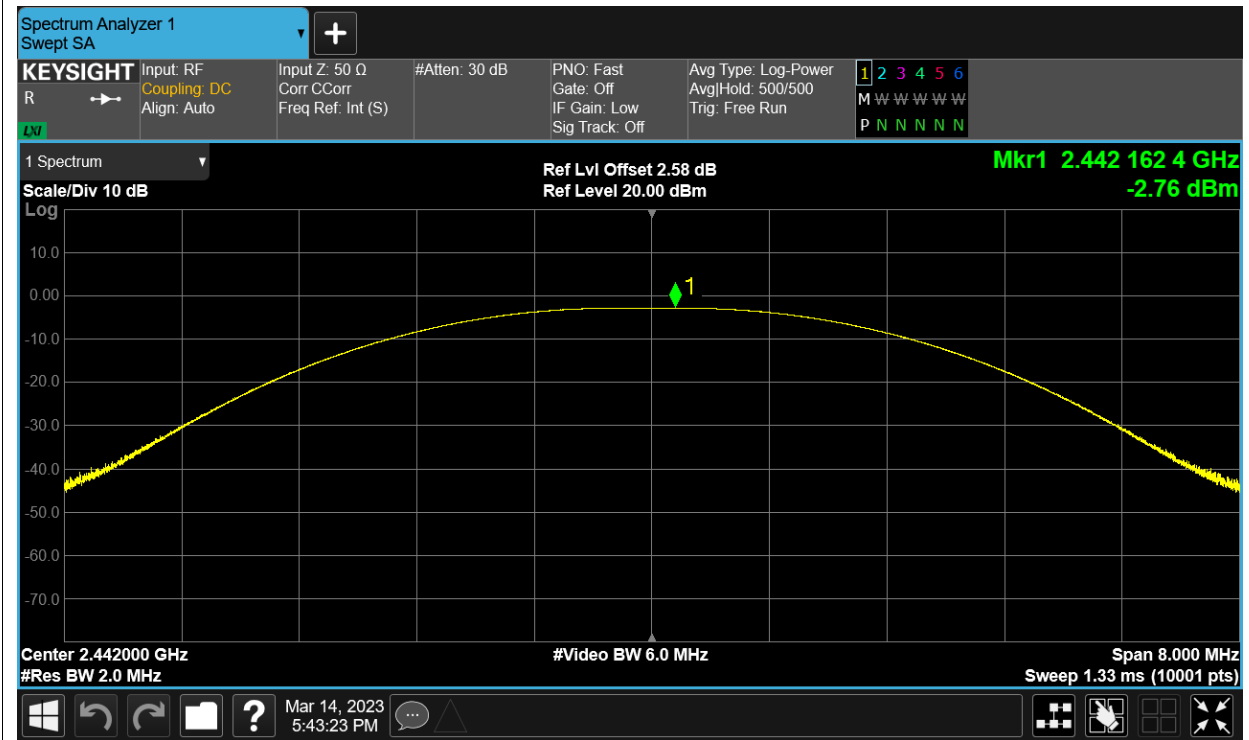 Spectrum Analyzer 1
Swept SA
+
KEYSIGHT
R
LXI
Input: RF
Coupling: DC
Align: Auto
Input Z: 50 Ω
Corr CCorr
Freq Ref: Int (S)
#Atten: 30 dB
PNO: Fast
Gate: Off
IF Gain: Low
Sig Track: Off
Avg Type: Log-Power
Avg|Hold: 500/500
Trig: Free Run
1 2 3 4 5 6
M W W W W W
P N N N N N
1 Spectrum
Scale/Div 10 dB
Ref Lvl Offset 2.58 dB
Ref Level 20.00 dBm
Mkr1 2.442 162 4 GHz
-2.76 dBm
Log
10.0
0.00
1
-10.0
-20.0
-30.0
-40.0
-50.0
-60.0
-70.0
Center 2.442000 GHz
#Res BW 2.0 MHz
#Video BW 6.0 MHz
Span 8.000 MHz
Sweep 1.33 ms (10001 pts)
?
Mar 14, 2023
5:43:23 PM